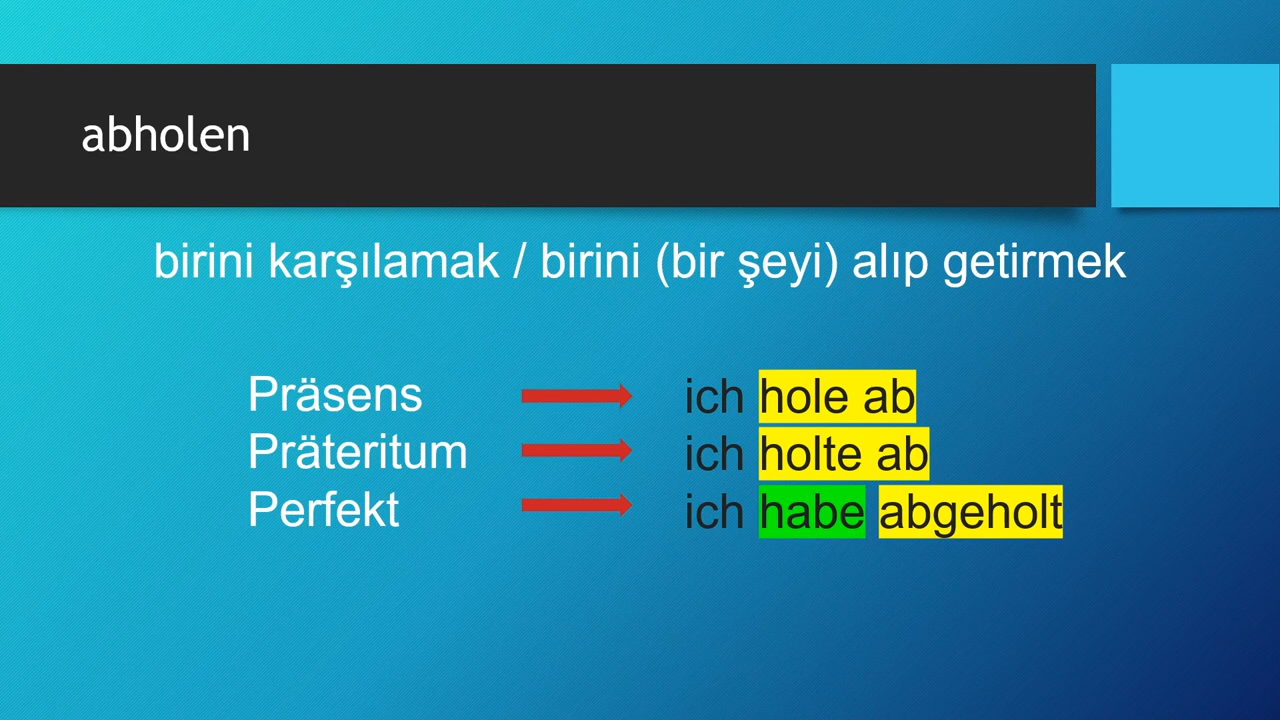 abholen
birini karşılamak / birini (bir şeyi) alıp getirmek
Präsens ich hole ab
Präteritum ich holte ab
Perfekt ich habe abgeholt